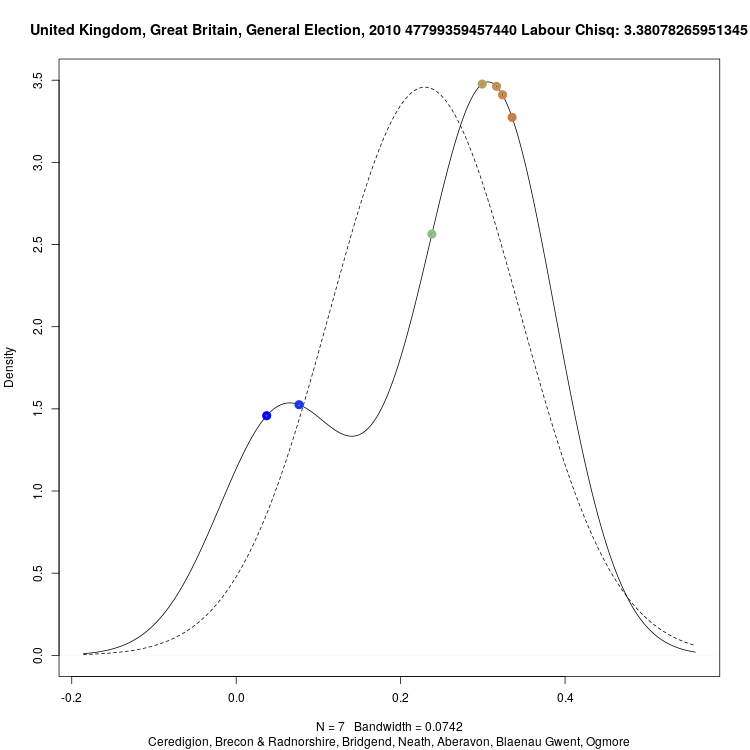 United Kingdom, Great Britain, General Election, 2010 47799359457440 Labour Chisq: 3.38078265951345
3.5
3.0
2.5
2.0
1.5
1.0
0.5
0.0
Density
-0.2 0.0 0.2 0.4
N = 7 Bandwidth = 0.0742
Ceredigion, Brecon & Radnorshire, Bridgend, Neath, Aberavon, Blaenau Gwent, Ogmore